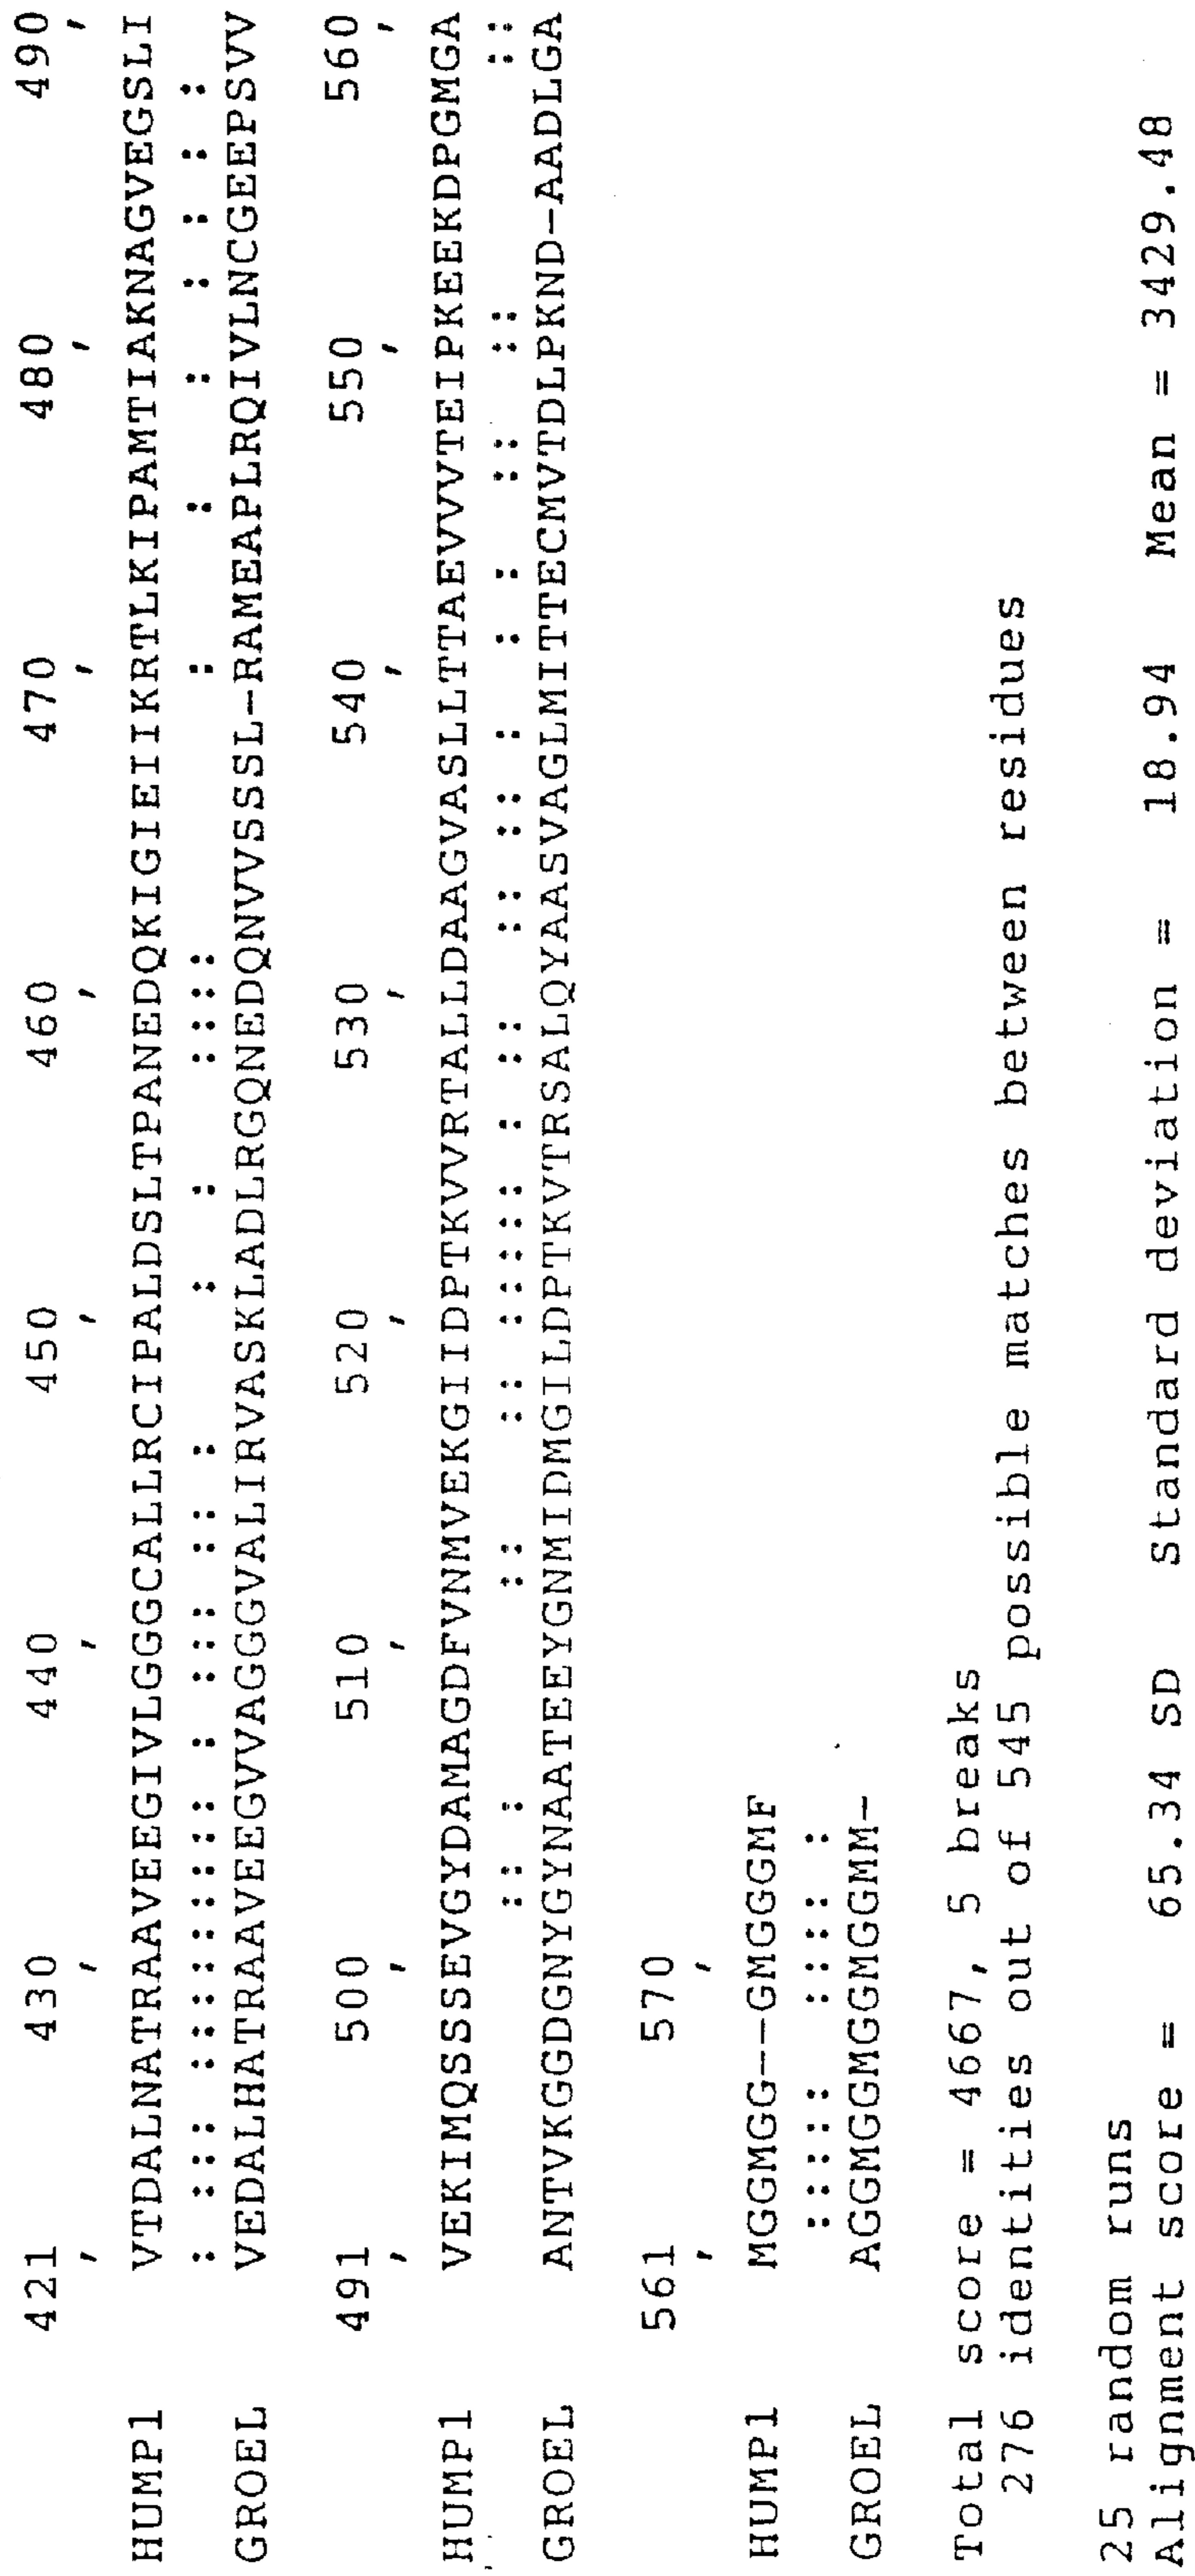 421 430 440 450 460 470 480 490
, , , , , , , ,
HUMP1 VTDALNATRAAVEEGIVLGGGCALLRCIPALDSLTPANEDQKIGIEIIKRTLKIPAMTIAKNAGVEGSLI
: ::: ::::::::: : ::: :: : : : :::: : : : : : : :
GROEL VEDALHATRAAVEEGVVAGGGVALIRVASKLADLRGQNEDQNVVSSSL-RAMEAPLRQIVLNCGEEPSVV
491 500 510 520 530 540 550 560
, , , , , , , ,
HUMP1 VEKIMQSSSEVGYDAMAGDFVNMVEKGIIDPTKVVRTALLDAAGVASLLTTAEVVVTEIPKEEKDPGMGA
:: : :: :: ::::: : :: :: :: : : : :: :: ::
GROEL ANTVKGGDGNYGYNAATEEYGNMIDMGILDPTKVTRSALQYAASVAGLMITTECMVTDLPKND-AADLGA
561 570
, ,
HUMP1 MGGMGG--GMGGGMF
::::: :::: :
GROEL AGGMGGMGGMGGMM-
Total score = 4667, 5 breaks
276 identities out of 545 possible matches between residues
25 random runs
Alignment score = 65.34 SD Standard deviation = 18.94 Mean = 3429.48